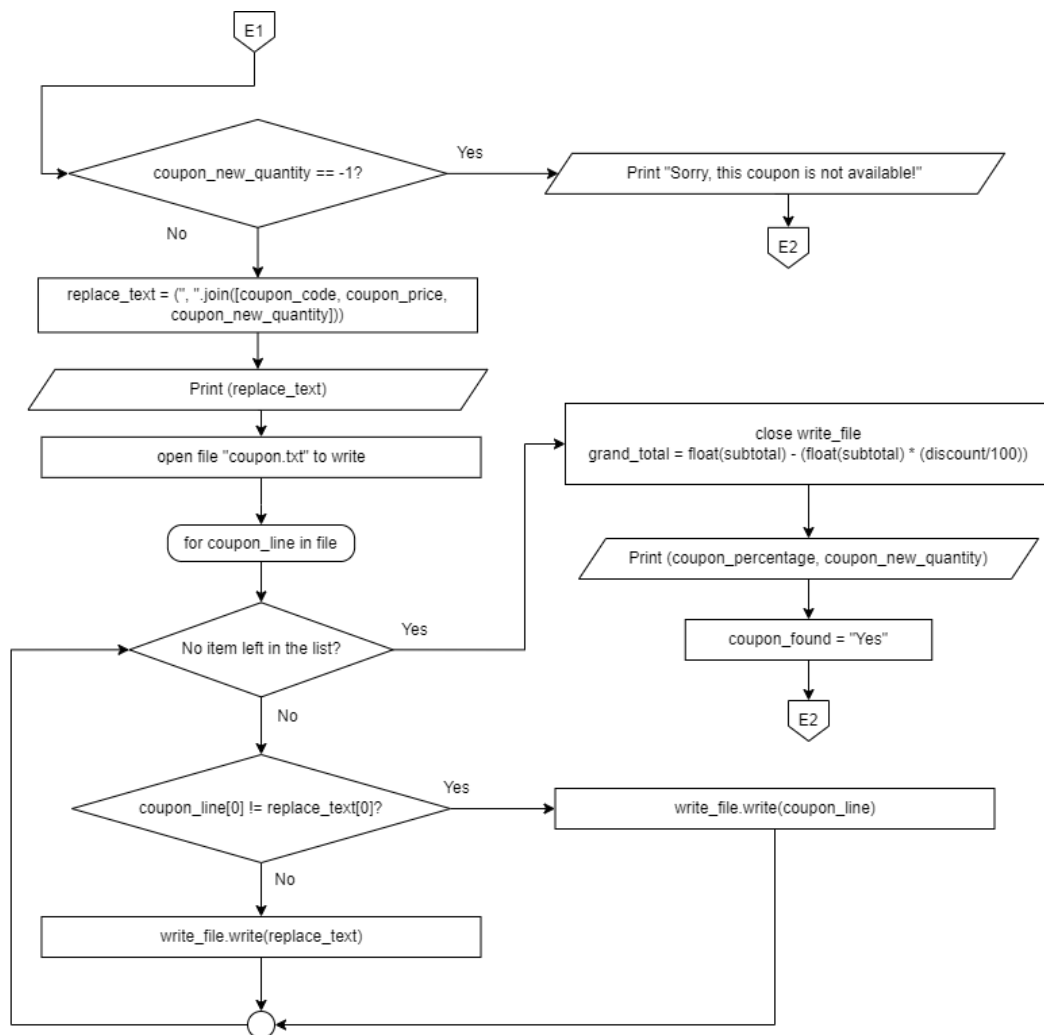 E1
coupon_new_quantity == -1?
Yes
Print "Sorry, this coupon is not available!"
E2
No
replace_text = (", ".join([coupon_code, coupon_price,
coupon_new_quantity]))
Print (replace_text)
open file "coupon.txt" to write
for coupon_line in file
No item left in the list?
Yes
close write_file
grand_total = float(subtotal) - (float(subtotal) * (discount/100))
Print (coupon_percentage, coupon_new_quantity)
coupon_found = "Yes"
E2
No
coupon_line[0] != replace_text[0]?
Yes
write_file.write(coupon_line)
No
write_file.write(replace_text)